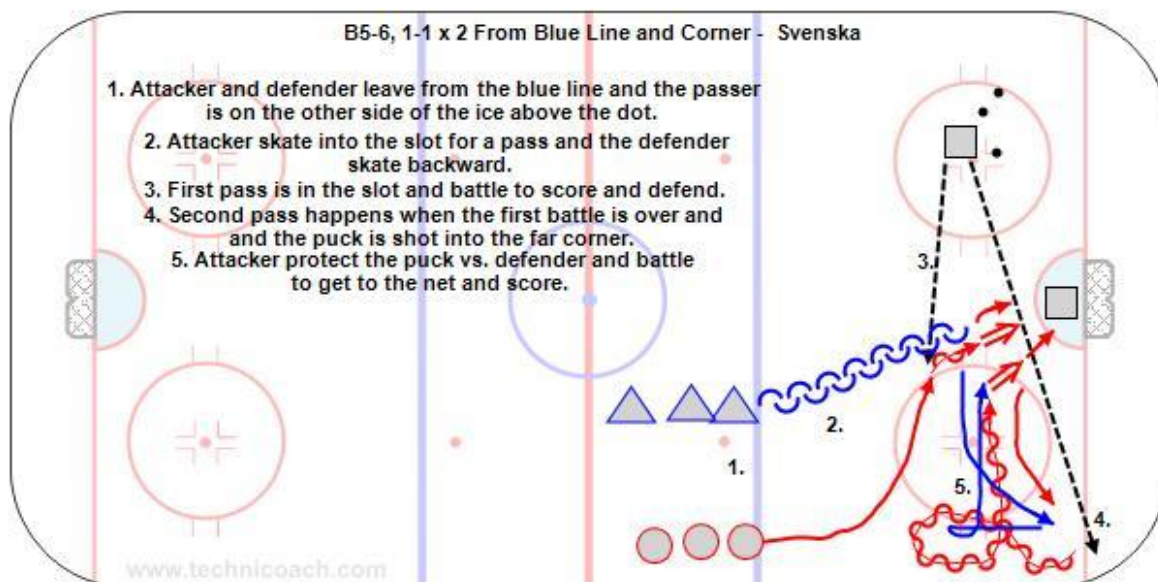 B5-6, 1-1 x 2 From Blue Line and Corner - Svenska
1. Attacker and defender leave from the blue line and the passer
is on the other side of the ice above the dot.
2. Attacker skate into the slot for a pass and the defender
skate backward.
3. First pass is in the slot and battle to score and defend.
4. Second pass happens when the first battle is over and
and the puck is shot into the far corner.
5. Attacker protect the puck vs. defender and battle
to get to the net and score.
3.
2.
1.
5.
4.
www.technicoach.com